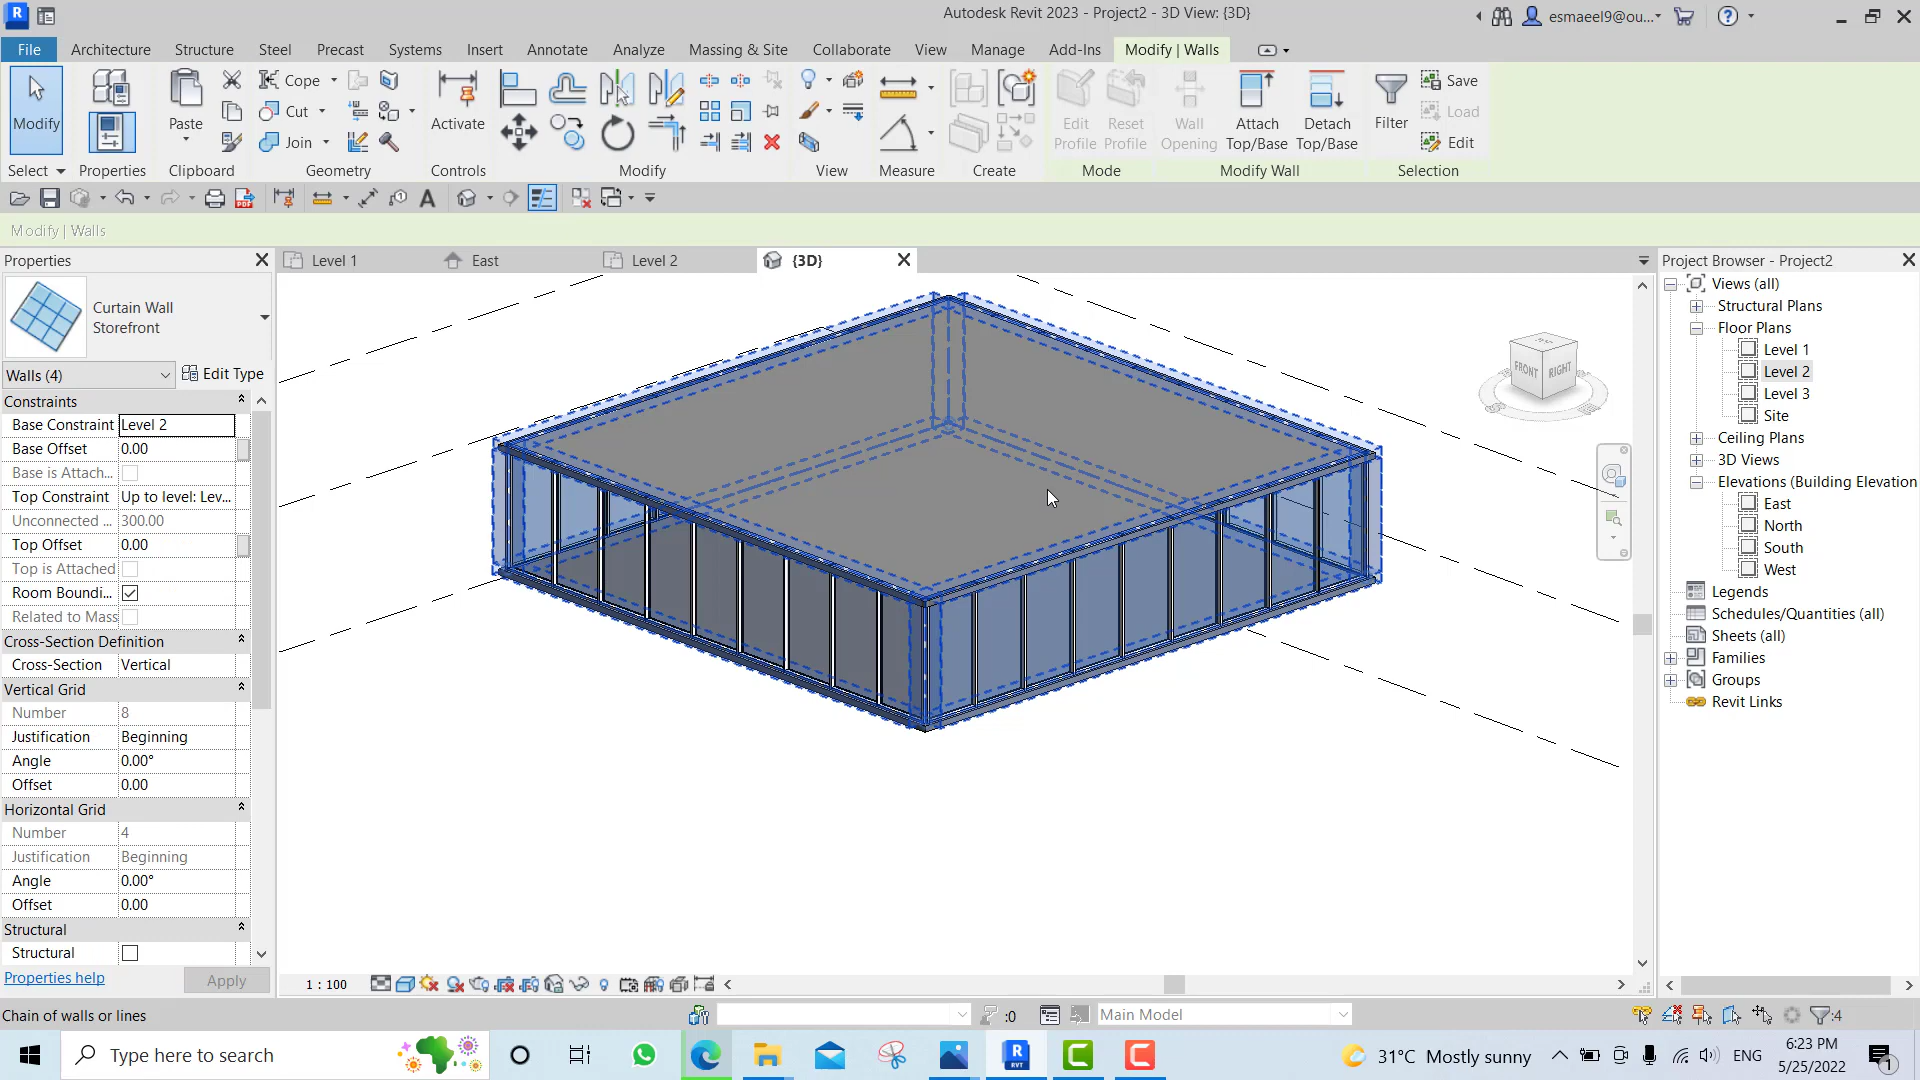 Autodesk Revit 2023 - Project2 - 3D View: {3D}
esmaeel9@ou...
File Architecture Structure Steel Precast Systems Insert Annotate Analyze Massing & Site Collaborate View Manage Add-Ins Modify | Walls
Modify
Paste
Cope
Cut
Join
Activate
Edit Profile
Reset Profile
Wall Opening
Attach Top/Base
Detach Top/Base
Filter
Save
Load
Edit
Select Properties Clipboard Geometry Controls Modify View Measure Create Mode Modify Wall Selection
Modify | Walls
Properties
Curtain Wall
Storefront
Walls (4) Edit Type
Constraints
Base Constraint Level 2
Base Offset 0.00
Base is Attach...
Top Constraint Up to level: Lev...
Unconnected ... 300.00
Top Offset 0.00
Top is Attached
Room Boundi...
Related to Mass
Cross-Section Definition
Cross-Section Vertical
Vertical Grid
Number 8
Justification Beginning
Angle 0.00°
Offset 0.00
Horizontal Grid
Number 4
Justification Beginning
Angle 0.00°
Offset 0.00
Structural
Structural
Properties help Apply
Level 1 East Level 2 {3D}
FRONT RIGHT
1 : 100
Project Browser - Project2
Views (all)
Structural Plans
Floor Plans
Level 1
Level 2
Level 3
Site
Ceiling Plans
3D Views
Elevations (Building Elevation
East
North
South
West
Legends
Schedules/Quantities (all)
Sheets (all)
Families
Groups
Revit Links
Chain of walls or lines
:0
Main Model
:4
Type here to search
31°C Mostly sunny
ENG
6:23 PM
5/25/2022
1